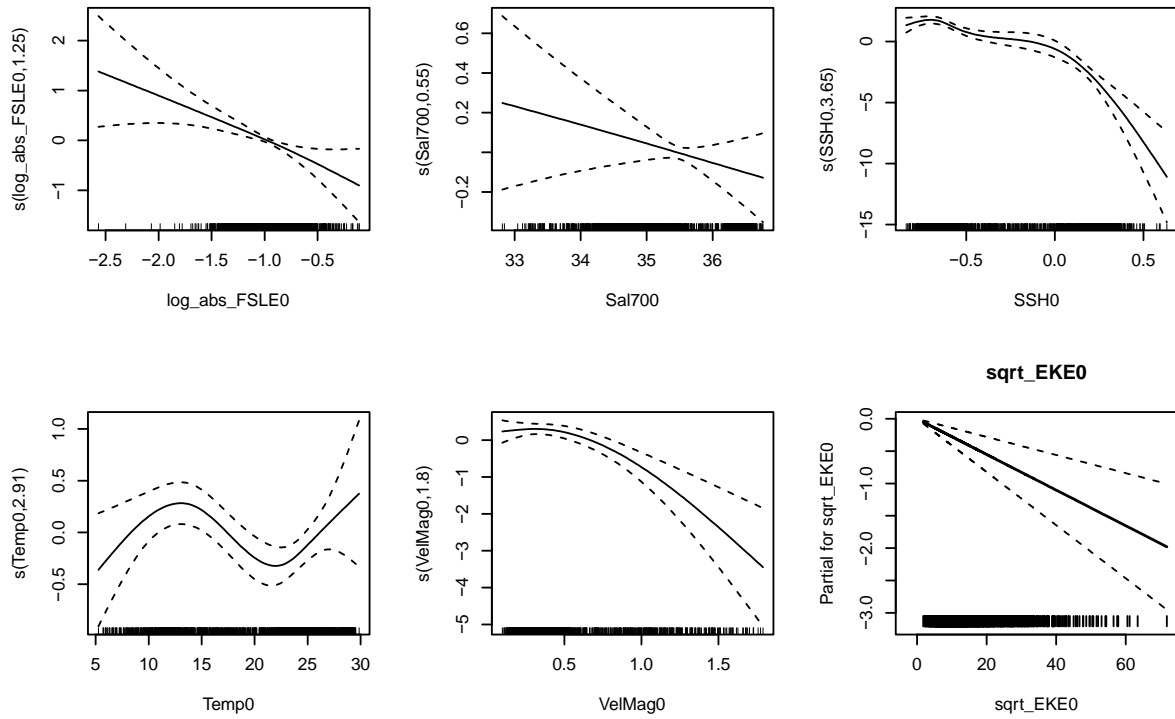 s(log_abs_FSLE0,1.25)
2
1
0
−1
−2.5 −2.0 −1.5 −1.0 −0.5
log_abs_FSLE0
s(Sal700,0.55)
0.6
0.4
0.2
−0.2
33 34 35 36
Sal700
s(SSH0,3.65)
0
−5
−10
−15
−0.5 0.0 0.5
SSH0
s(Temp0,2.91)
1.0
0.5
0.0
−0.5
5 10 15 20 25 30
Temp0
s(VelMag0,1.8)
0
−1
−2
−3
−4
−5
0.5 1.0 1.5
VelMag0
sqrt_EKE0
Partial for sqrt_EKE0
0.0
−1.0
−2.0
−3.0
0 20 40 60
sqrt_EKE0